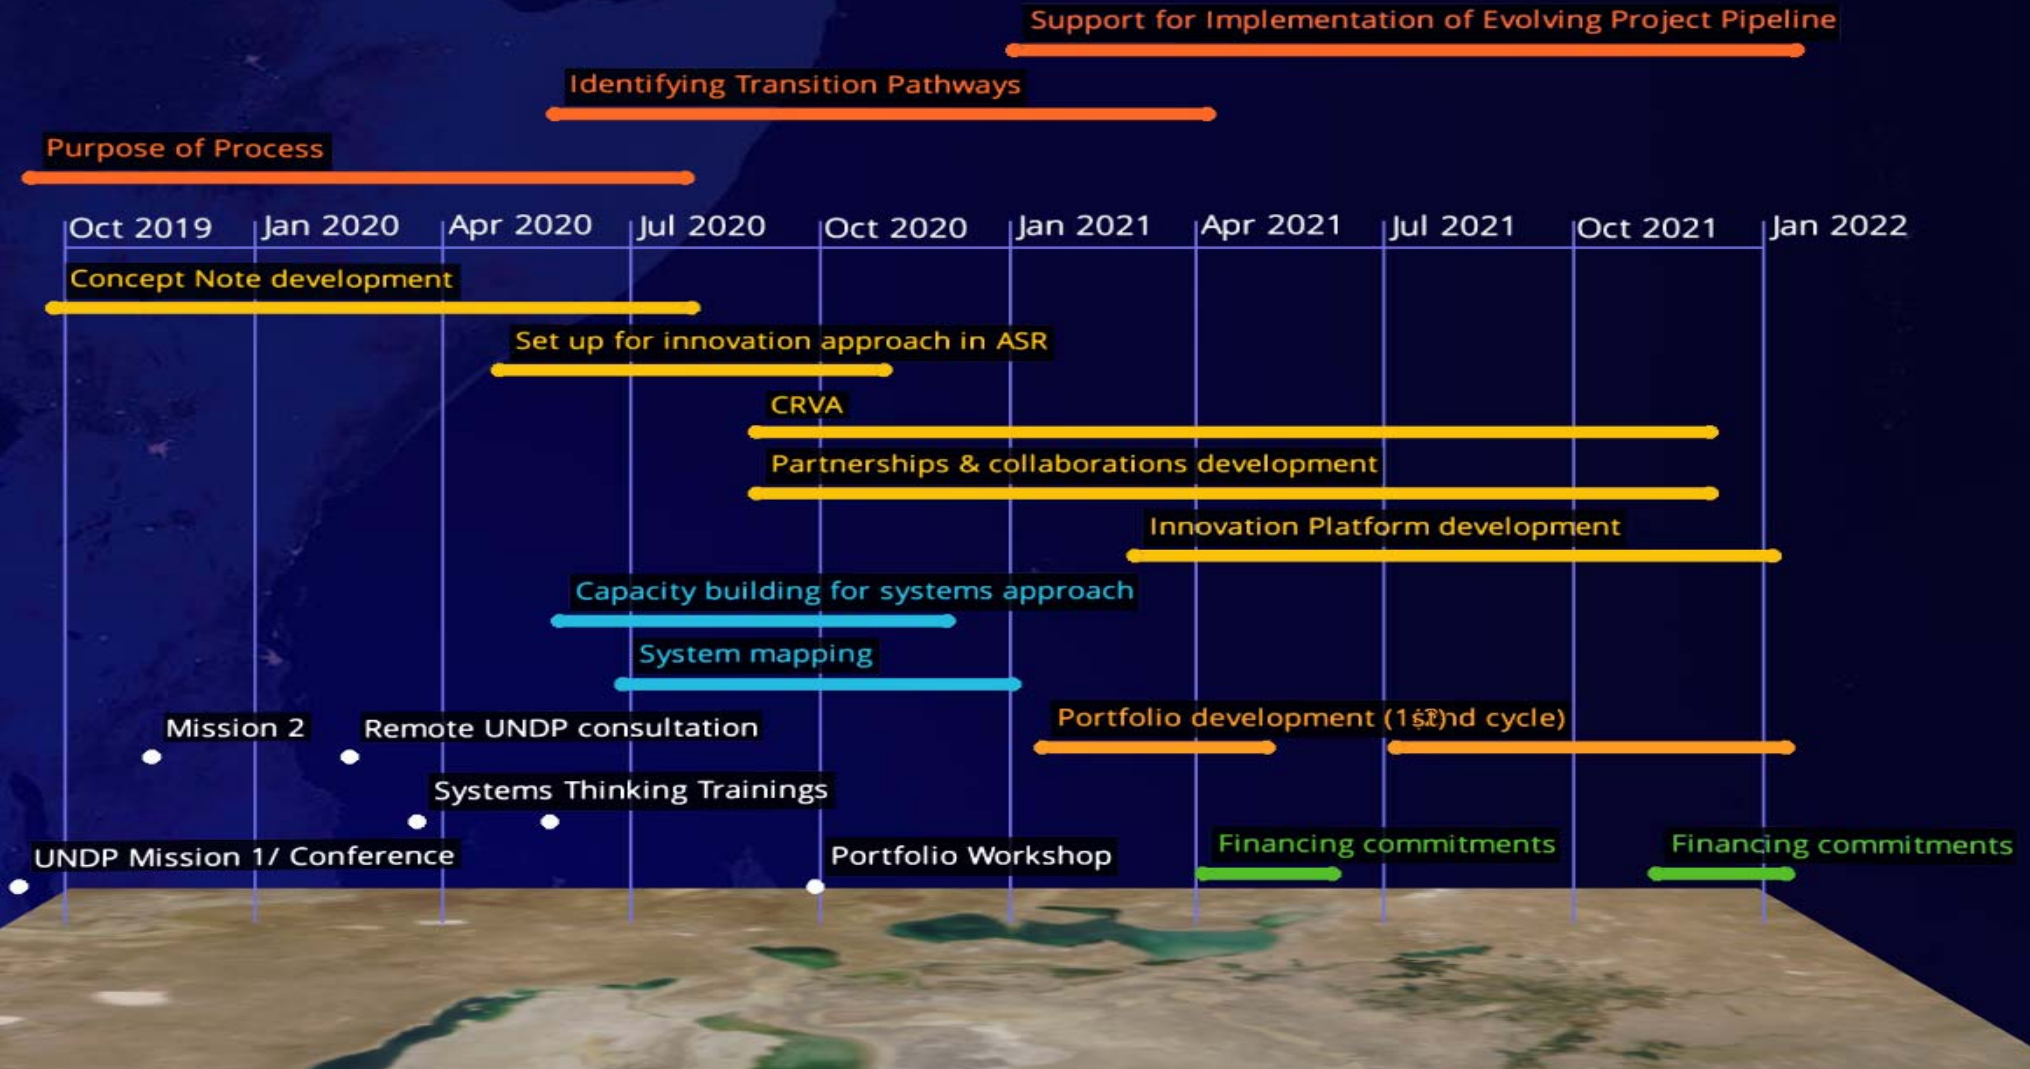 Support for Implementation of Evolving Project Pipeline
Identifying Transition Pathways
Purpose of Process
Oct 2019 Jan 2020 Apr 2020 Jul 2020 Oct 2020 Jan 2021 Apr 2021 Jul 2021 Oct 2021 Jan 2022
Concept Note development
Set up for innovation approach in ASR
CRVA
Partnerships & collaborations development
Innovation Platform development
Capacity building for systems approach
System mapping
Portfolio development cycle)
Mission 2 Remote UNDP consultation
Systems Thinking Trainings
Financing commitments Financing commitments
UNDP Mission 1/ Conference Portfolio Workshop